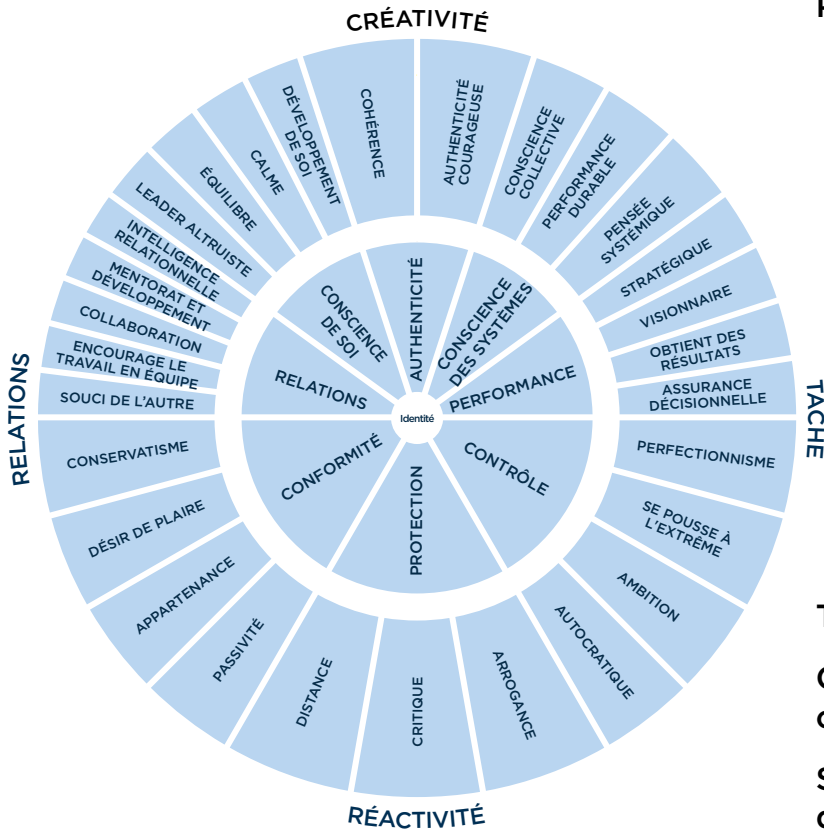 CRÉATIVITÉ
COHÉRENCE
AUTHENTICITÉ
COURAGEUSE
CONSCIENCE
COLLECTIVE
PERFORMANCE
DURABLE
PENSÉE
SYSTÉMIQUE
STRATÉGIQUE
VISIONNAIRE
OBTIENT DES
RÉSULTATS
ASSURANCE
DÉCISIONNELLE
TACHE
PERFECTIONNISME
SE POUSSE À
L'EXTRÊME
AMBITION
AUTOCRATIQUE
ARROGANCE
CRITIQUE
DISTANCE
PASSIVITÉ
APPARTENANCE
DÉSIR DE PLAIRE
CONSERVATISME
RELATIONS
SOUCI DE L'AUTRE
ENCOURAGE LE
TRAVAIL EN ÉQUIPE
COLLABORATION
MENTORAT ET
DÉVELOPPEMENT
INTELLIGENCE
RELATIONNELLE
LEADER ALTRUISTE
ÉQUILIBRE
CALME
DÉVELOPPEMENT
DE SOI
CONSCIENCE
DE SOI
AUTHENTICITÉ
CONSCIENCE
DES SYSTÈMES
RELATIONS
PERFORMANCE
Identité
CONFORMITÉ
PROTECTION
CONTRÔLE
RÉACTIVITÉ